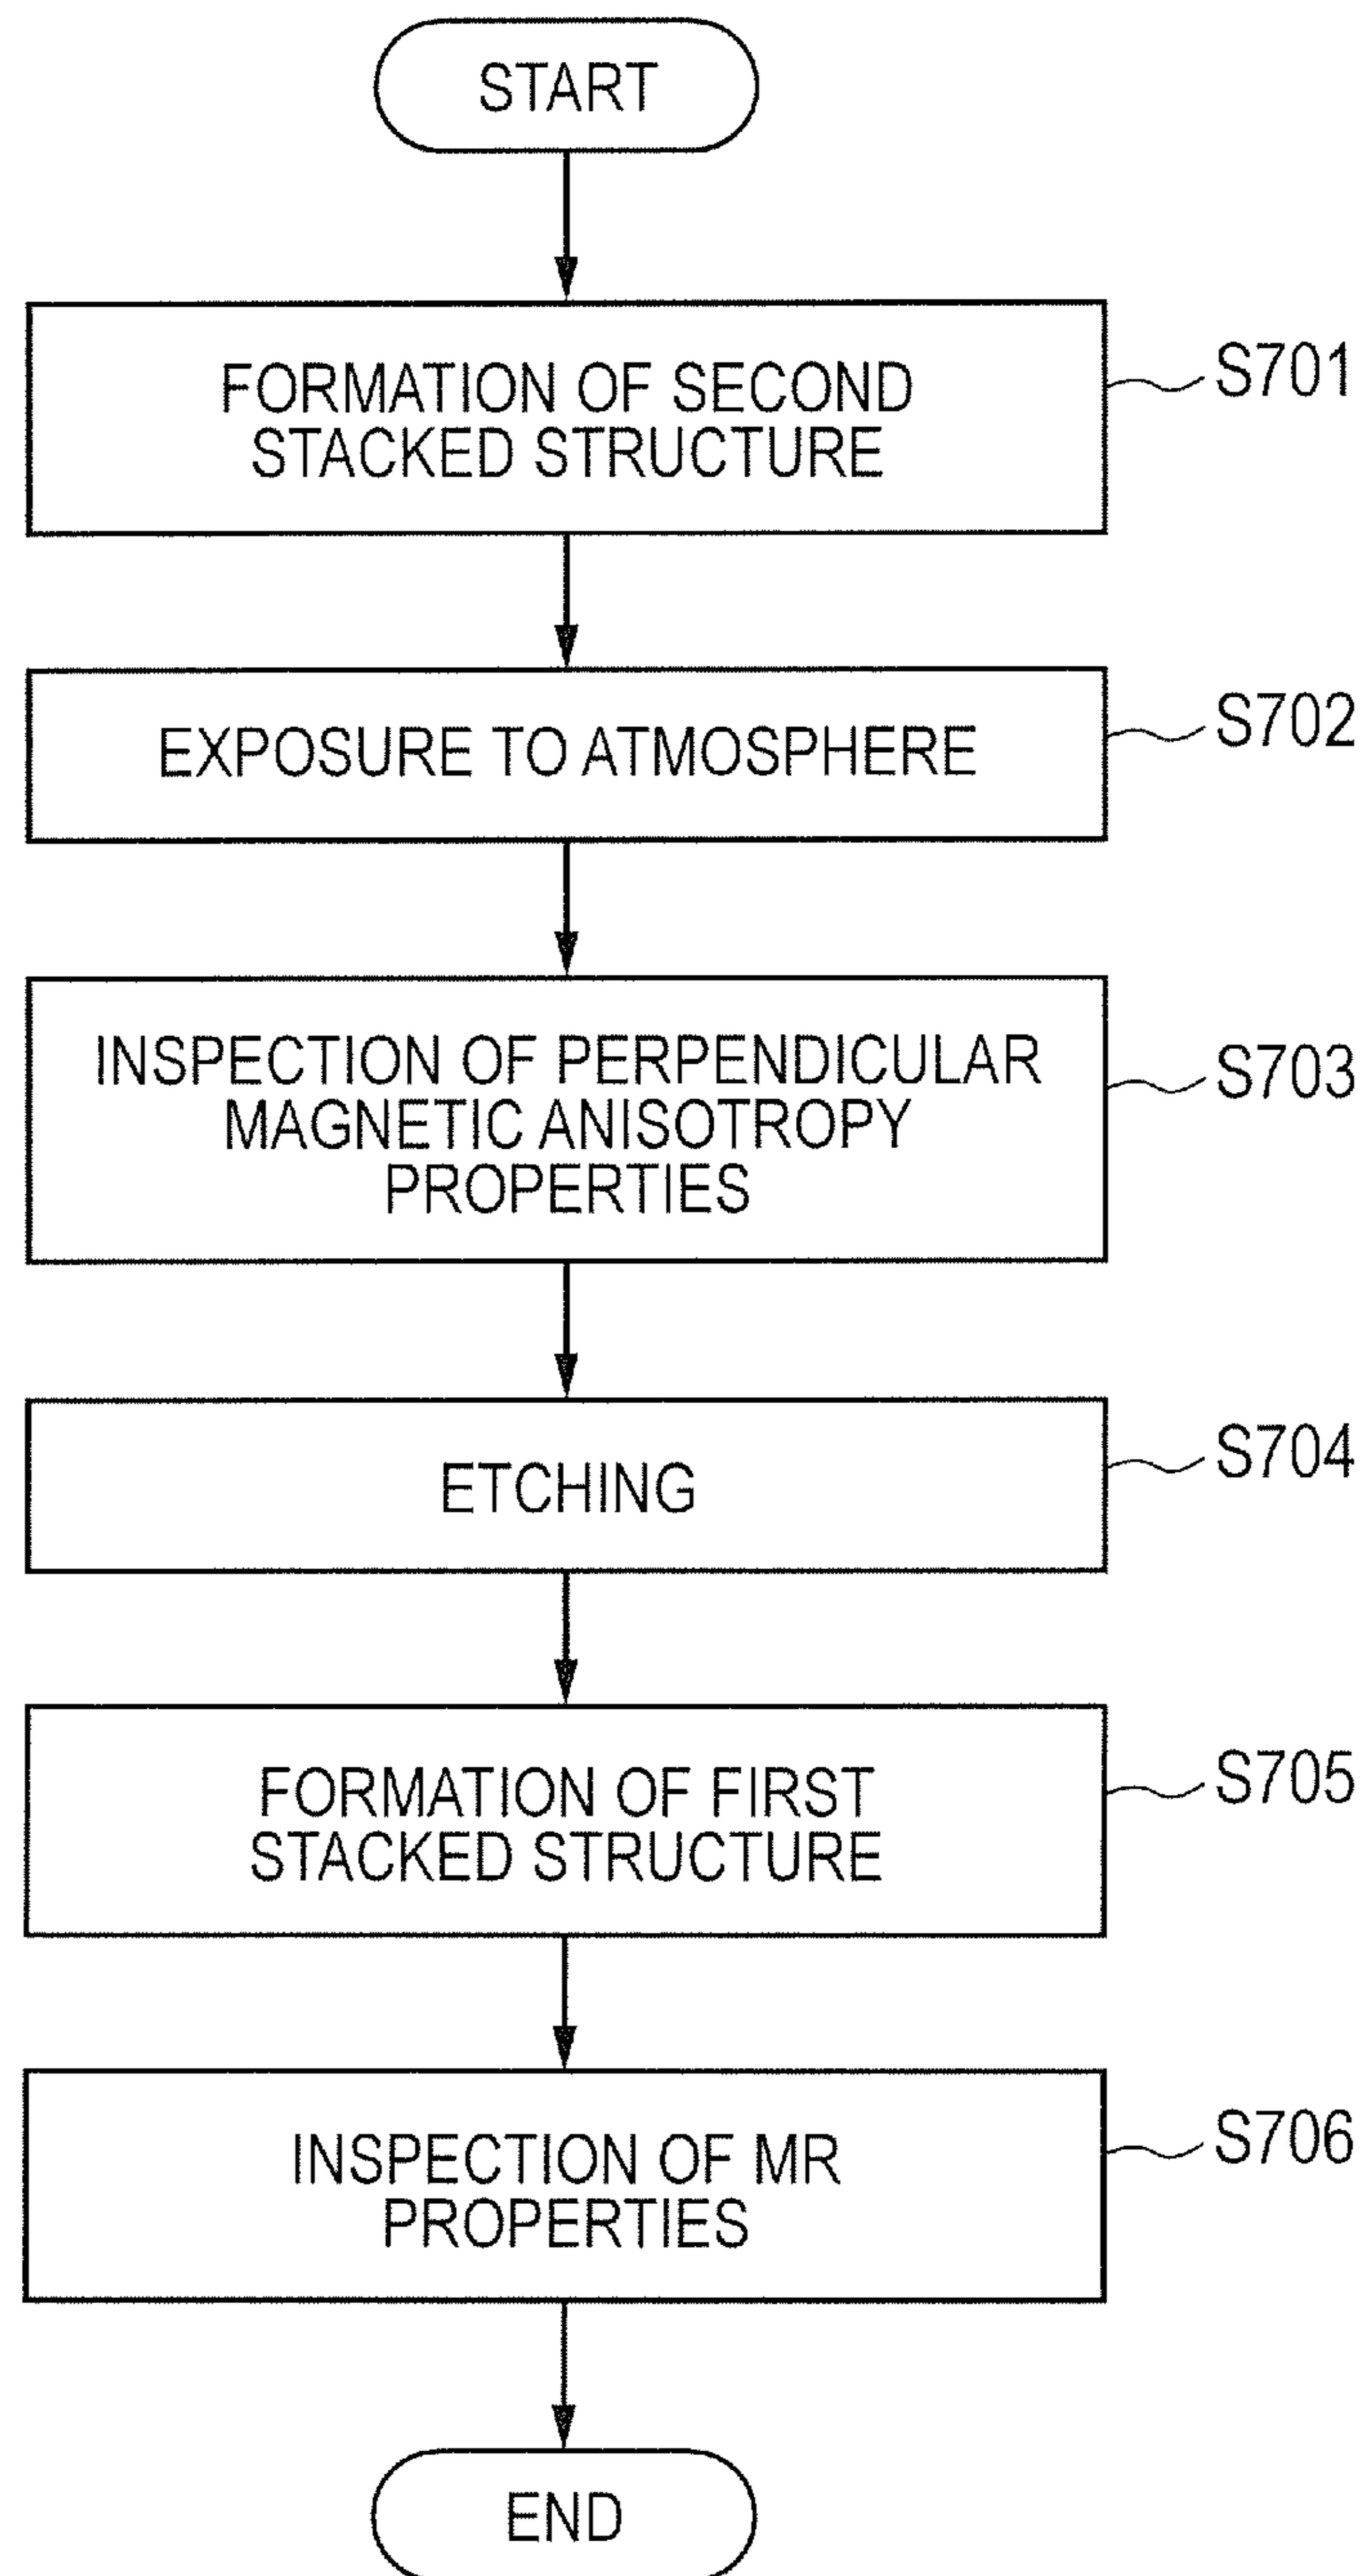 START
FORMATION OF SECOND
STACKED STRUCTURE
S701
EXPOSURE TO ATMOSPHERE
S702
INSPECTION OF PERPENDICULAR
MAGNETIC ANISOTROPY
PROPERTIES
S703
ETCHING
S704
FORMATION OF FIRST
STACKED STRUCTURE
S705
INSPECTION OF MR
PROPERTIES
S706
END